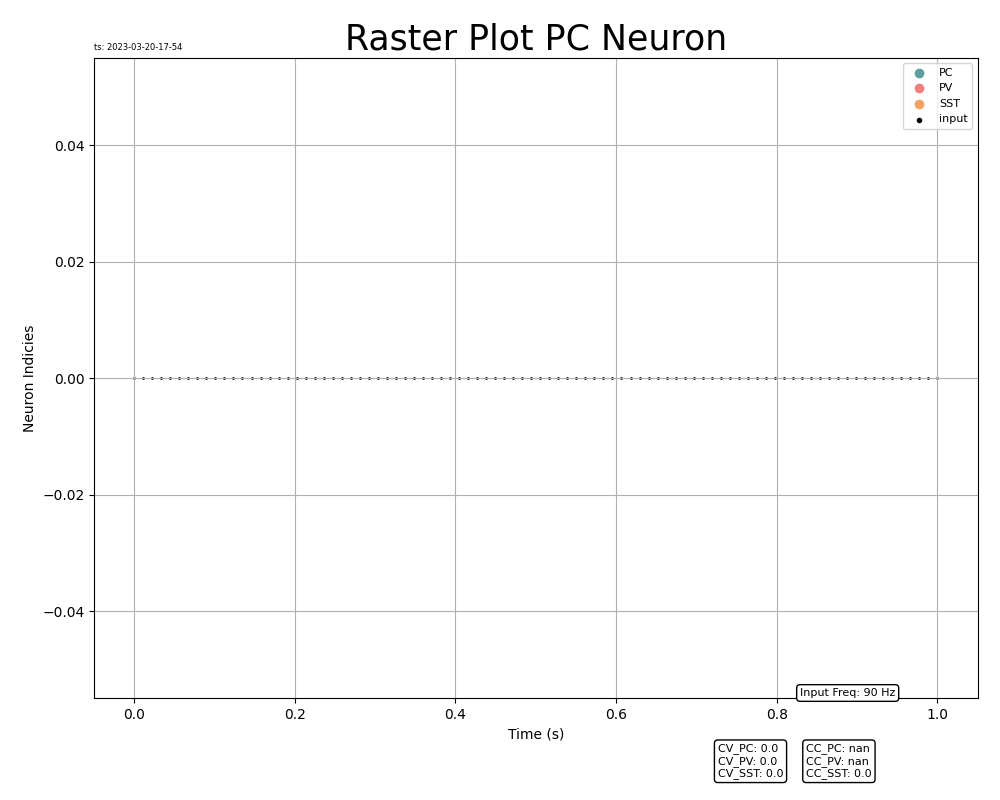 Raster Plot PC Neuron
ts: 2023-03-20-17-54
PC
PV
SST
input
0.04
0.02
0.00
−0.02
−0.04
Neuron Indicies
Input Freq: 90 Hz
0.0 0.2 0.4 0.6 0.8 1.0
Time (s)
CV_PC: 0.0
CV_PV: 0.0
CV_SST: 0.0
CC_PC: nan
CC_PV: nan
CC_SST: 0.0